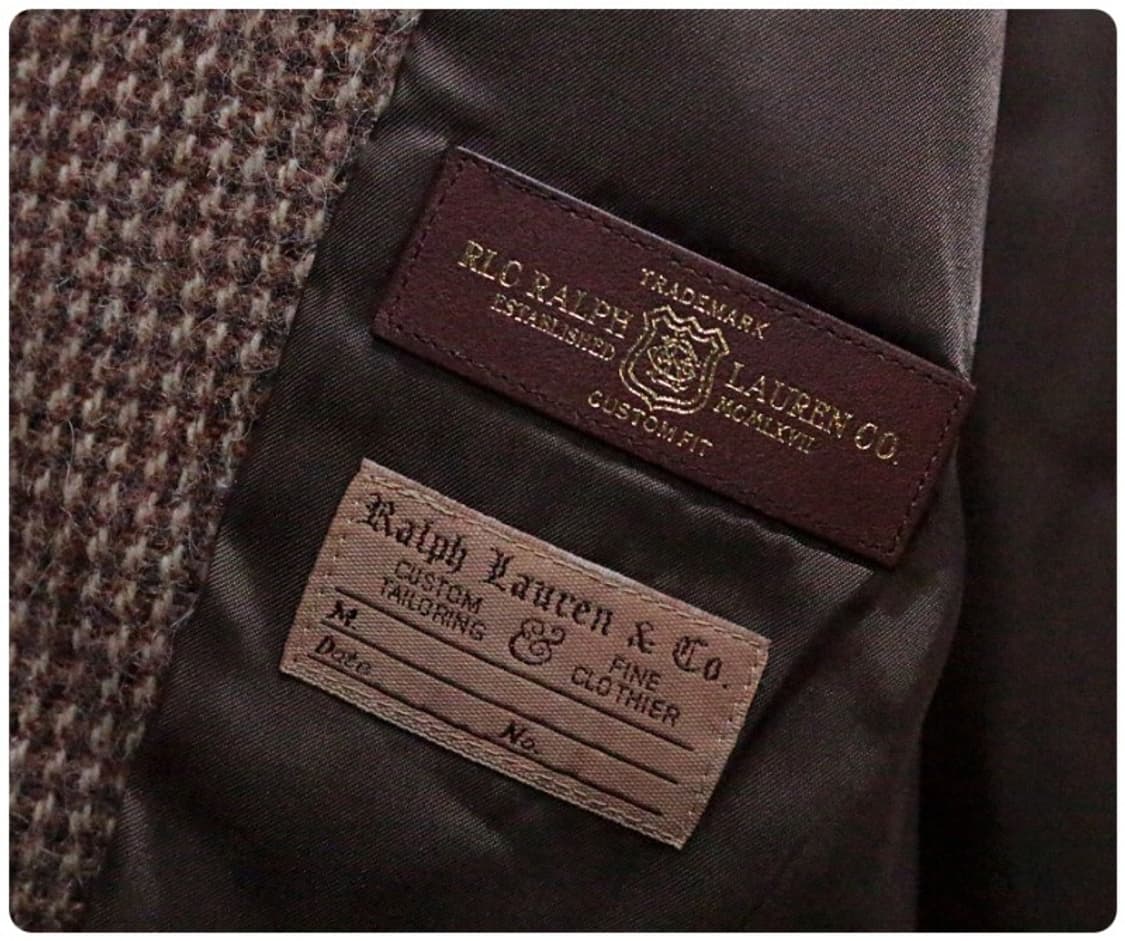 TRADEMARK
RLC RALPH LAUREN CO.
ESTABLISHED MCMLXVII
CUSTOM FIT
Ralph Lauren & Co.
CUSTOM TAILORING & FINE CLOTHIER
M.
Date
No.